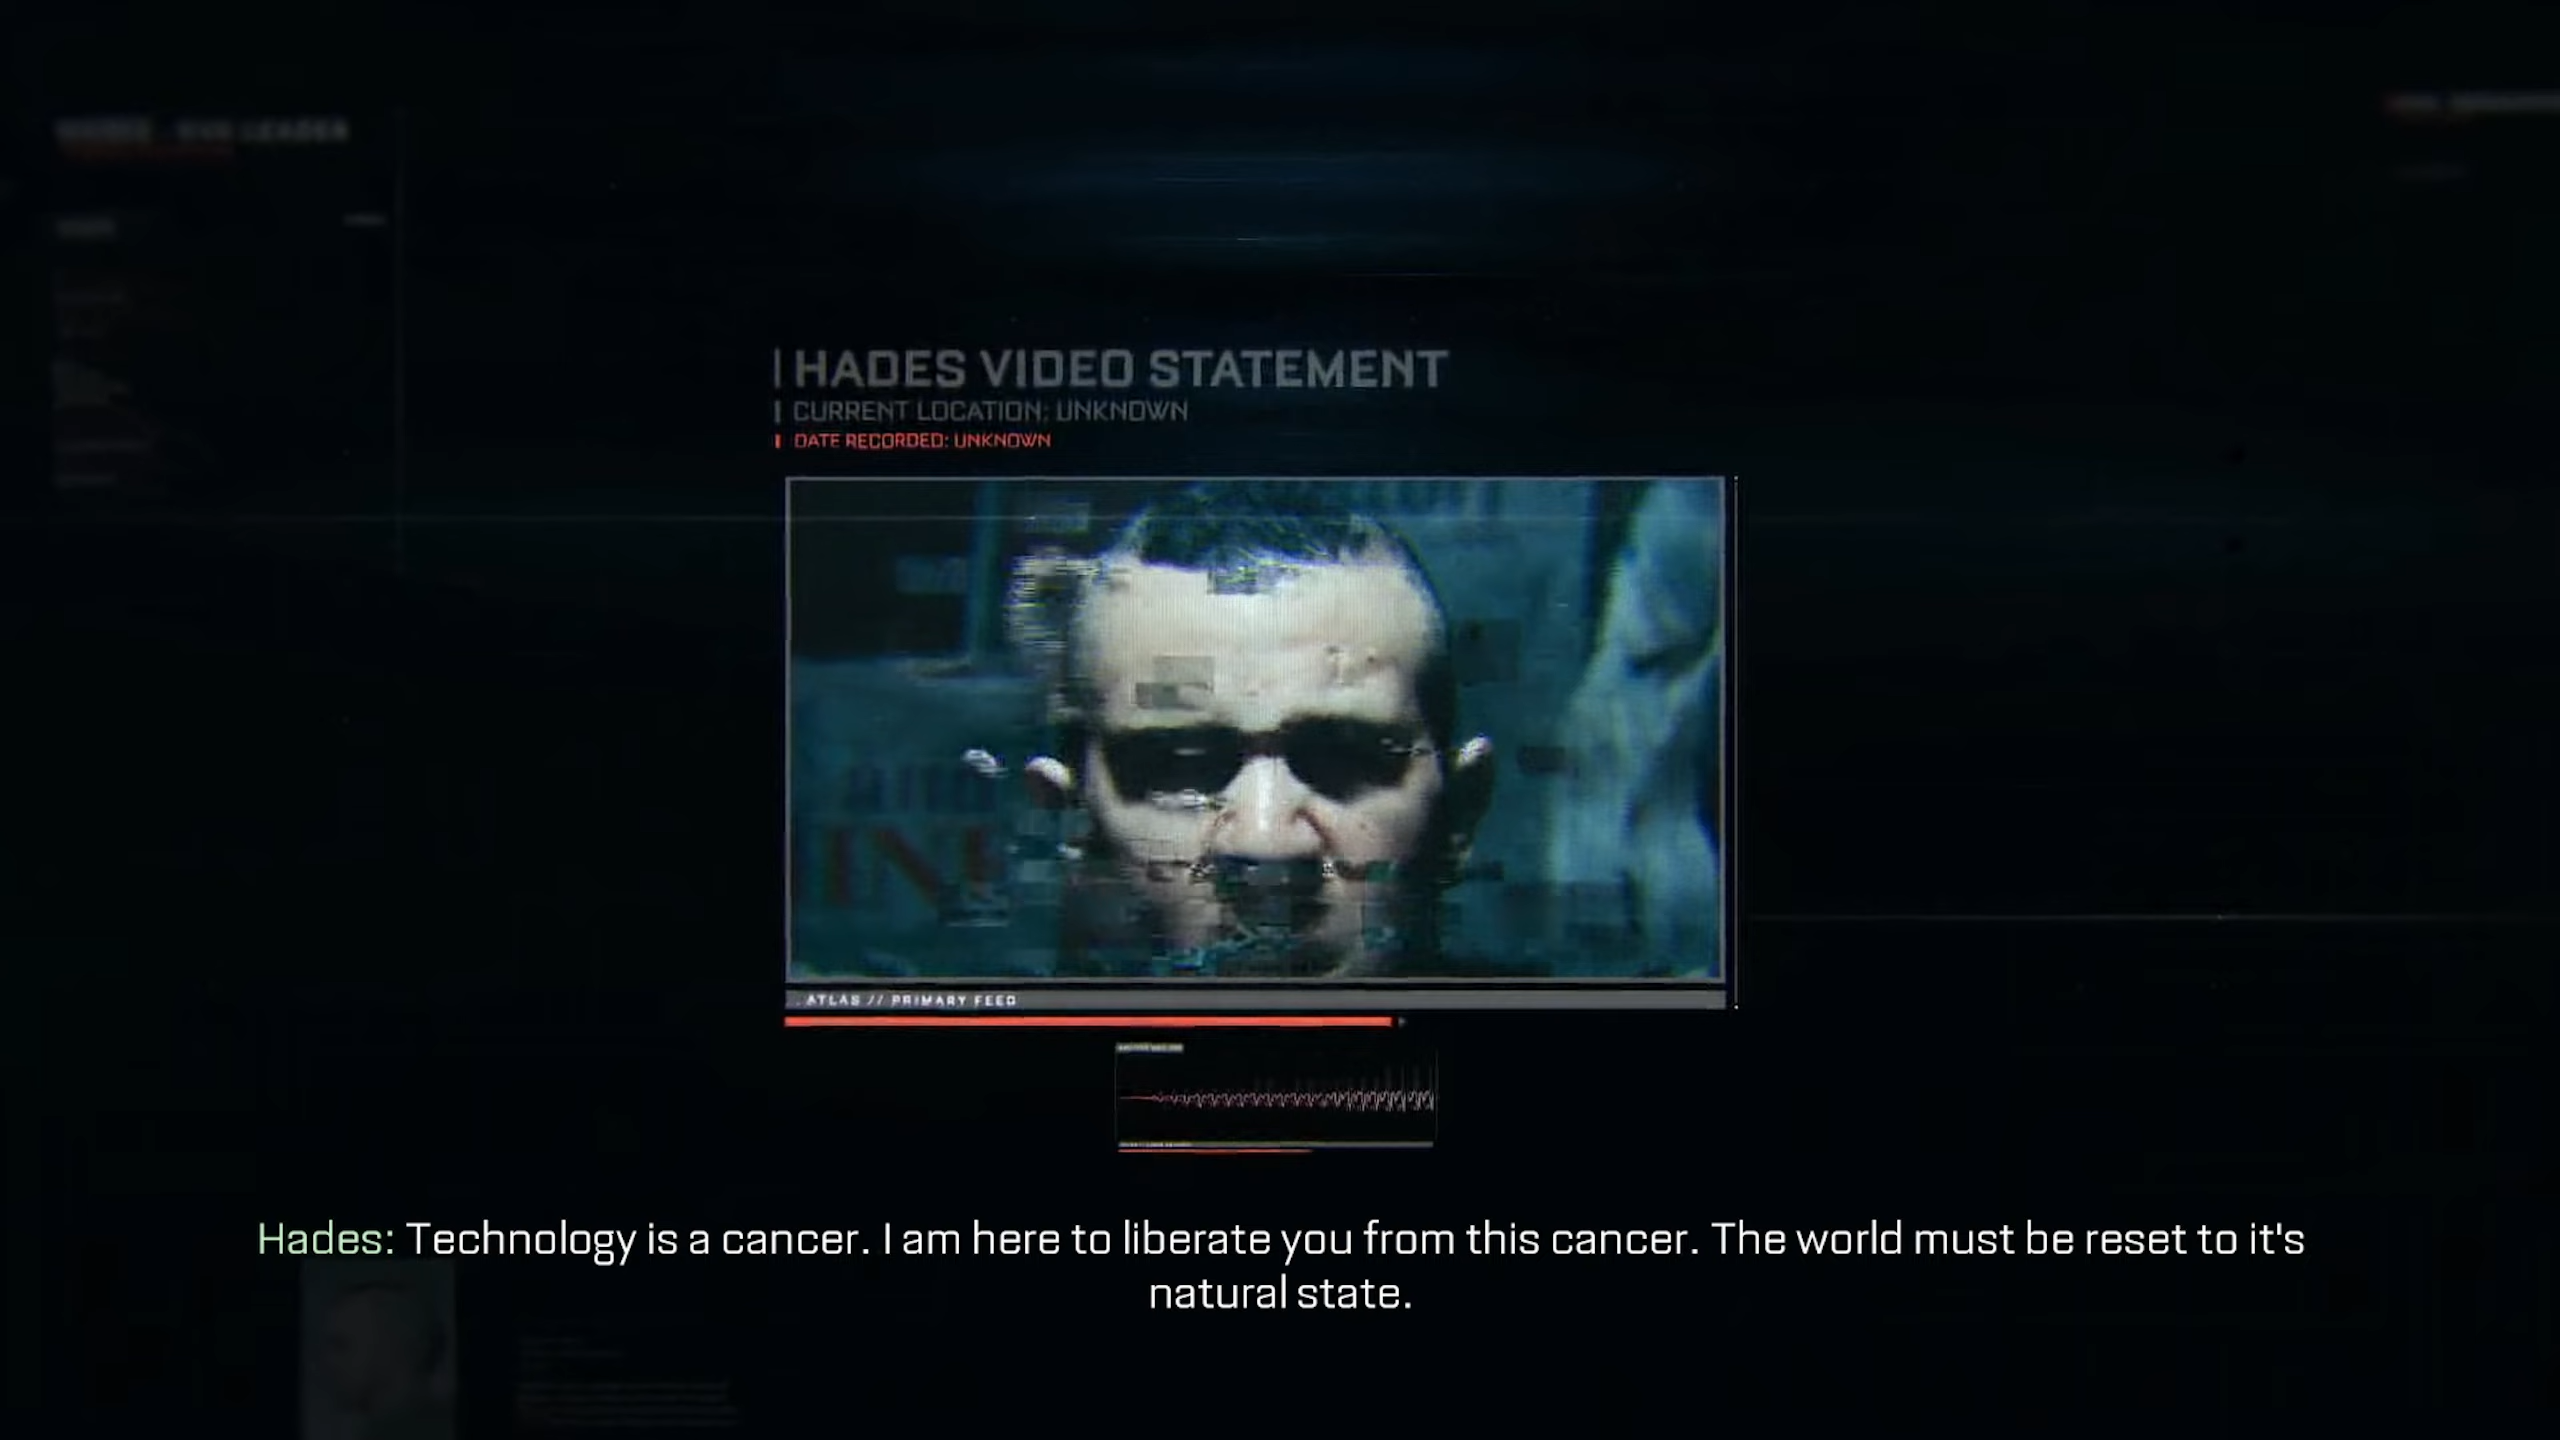 LEADER
HADES VIDEO STATEMENT
CURRENT LOCATION: UNKNOWN
DATE RECORDED: UNKNOWN
ATLAS // PRIMARY FEED
Hades: Technology is a cancer. I am here to liberate you from this cancer. The world must be reset to it's
natural state.